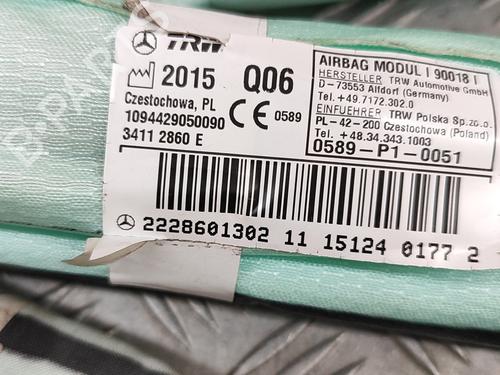 TRW
2015 Q06
Czestochowa, PL
1094429050090
3411 2860 E
0589
AIRBAG MODUL I 90018 I
HERSTELLER TRW Automotive GmbH
D-73553 Alfdorf (Germany)
Tel. +49.7172.302.0
EINFUEHRER TRW Polska Sp.zo.o
PL-42-200 Czestochowa (Poland)
Tel. +48.34.343.1003
0589-P1-0051
2228601302 11 15124 0177 2